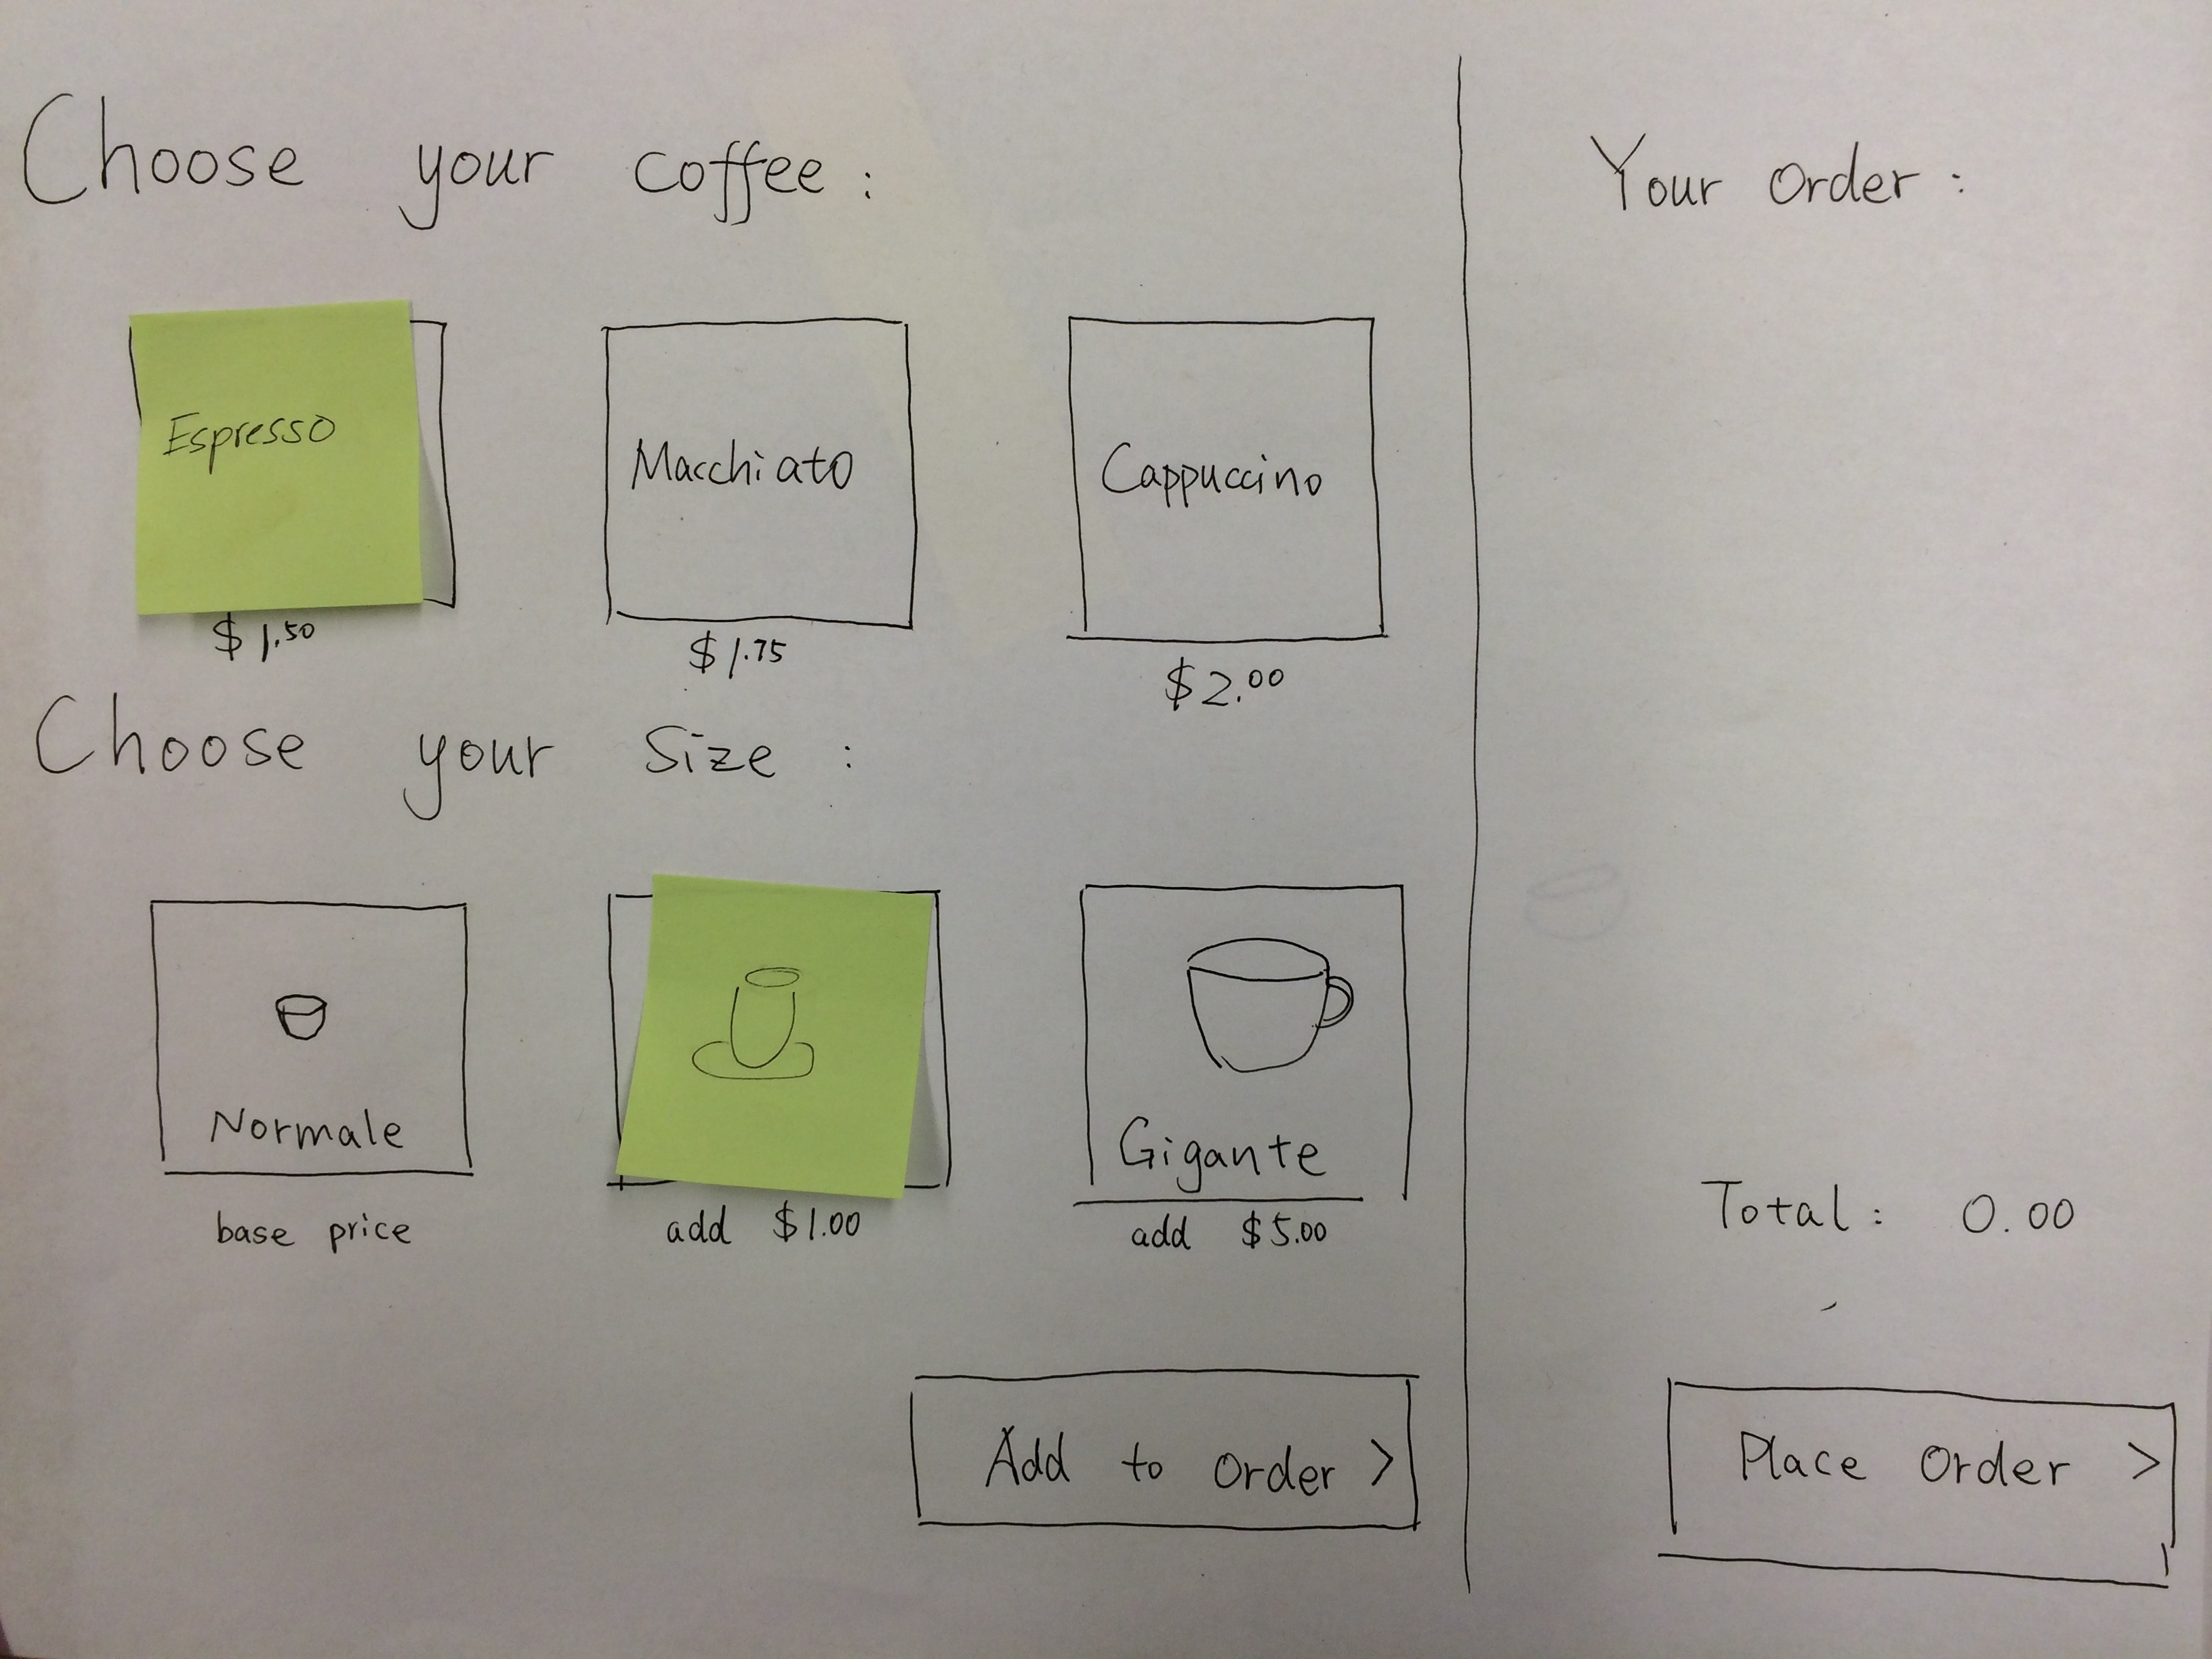 Choose your coffee :
Your Order :
Espresso
Macchiato
Cappuccino
$1.50
$1.75
$2.00
Choose your Size :
Normale
Gigante
base price
add $1.00
add $5.00
Total : 0.00
Add to order >
Place Order >